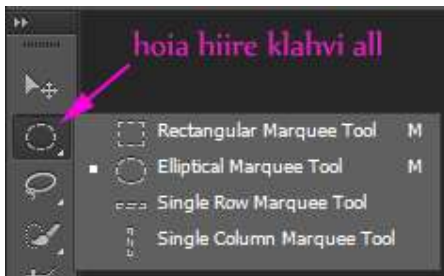 hoia hiire klahvi all
Rectangular Marquee Tool M
Elliptical Marquee Tool M
Single Row Marquee Tool
Single Column Marquee Tool